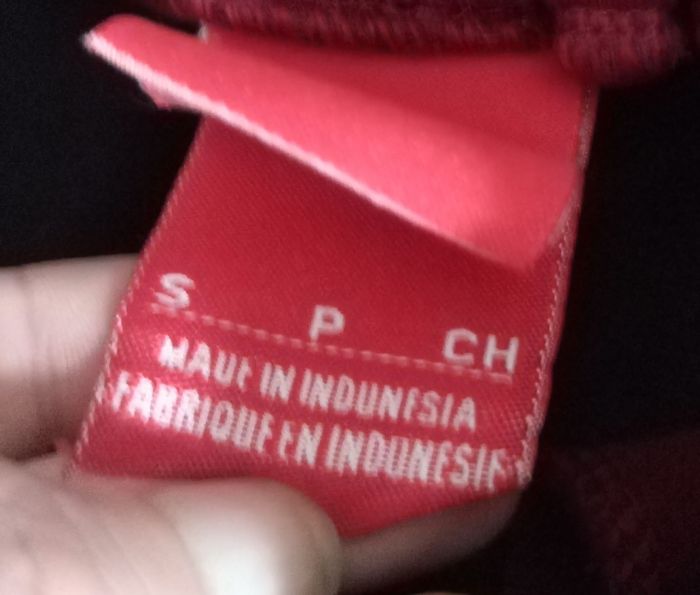 S P CH
MADE IN INDONESIA
FABRIQUE EN INDONESIE